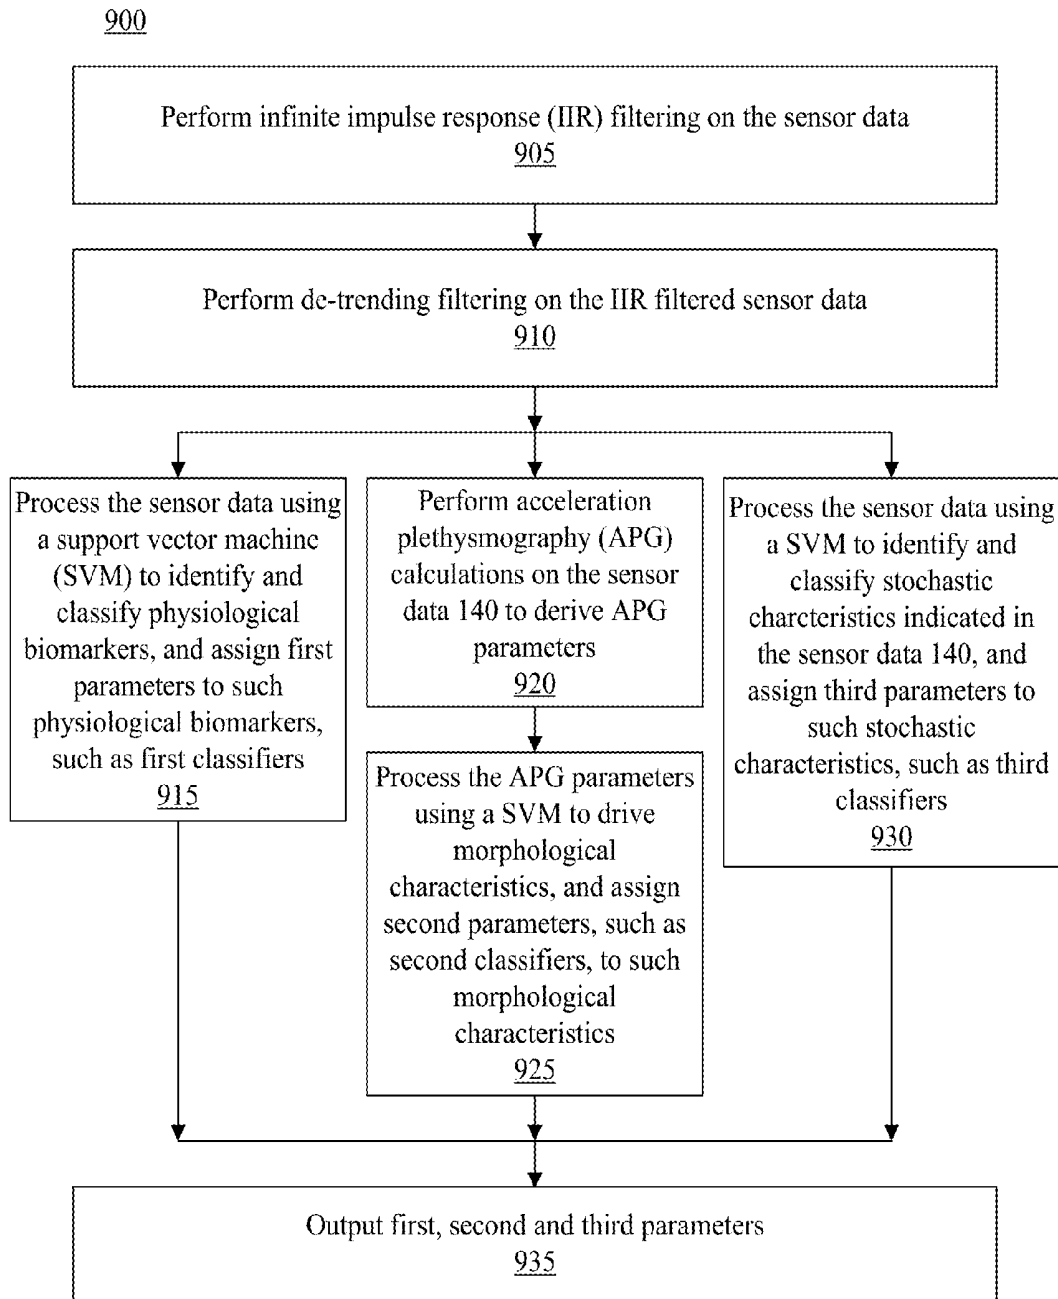 900
Perform infinite impulse response (IIR) filtering on the sensor data
905
Perform de-trending filtering on the IIR filtered sensor data
910
Process the sensor data using
a support vector machine
(SVM) to identify and
classify physiological
biomarkers, and assign first
parameters to such
physiological biomarkers,
such as first classifiers
915
Perform acceleration
plethysmography (APG)
calculations on the sensor
data 140 to derive APG
parameters
920
Process the APG parameters
using a SVM to drive
morphological
characteristics, and assign
second parameters, such as
second classifiers, to such
morphological
characteristics
925
Process the sensor data using
a SVM to identify and
classify stochastic
charcteristics indicated in
the sensor data 140, and
assign third parameters to
such stochastic
characteristics, such as third
classifiers
930
Output first, second and third parameters
935